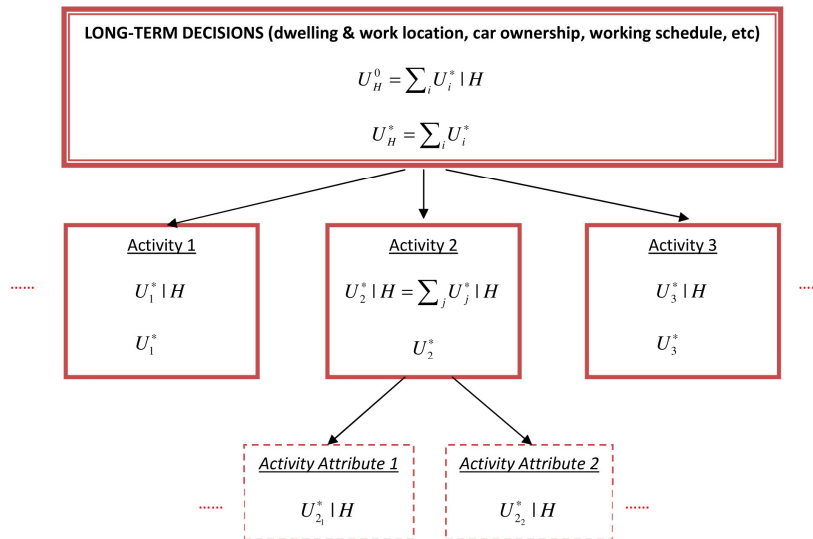 LONG-TERM DECISIONS (dwelling & work location, car ownership, working schedule, etc)
U_H^0 = ∑_i U_i^* | H
U_H^* = ∑_i U_i^*
Activity 1 Activity 2 Activity 3
U_1^* | H U_2^* | H = ∑_j U_j^* | H U_3^* | H
...... ....
U_1^* U_2^* U_3^*
Activity Attribute 1 Activity Attribute 2
U_{2_1}^* | H U_{2_2}^* | H
...... ......